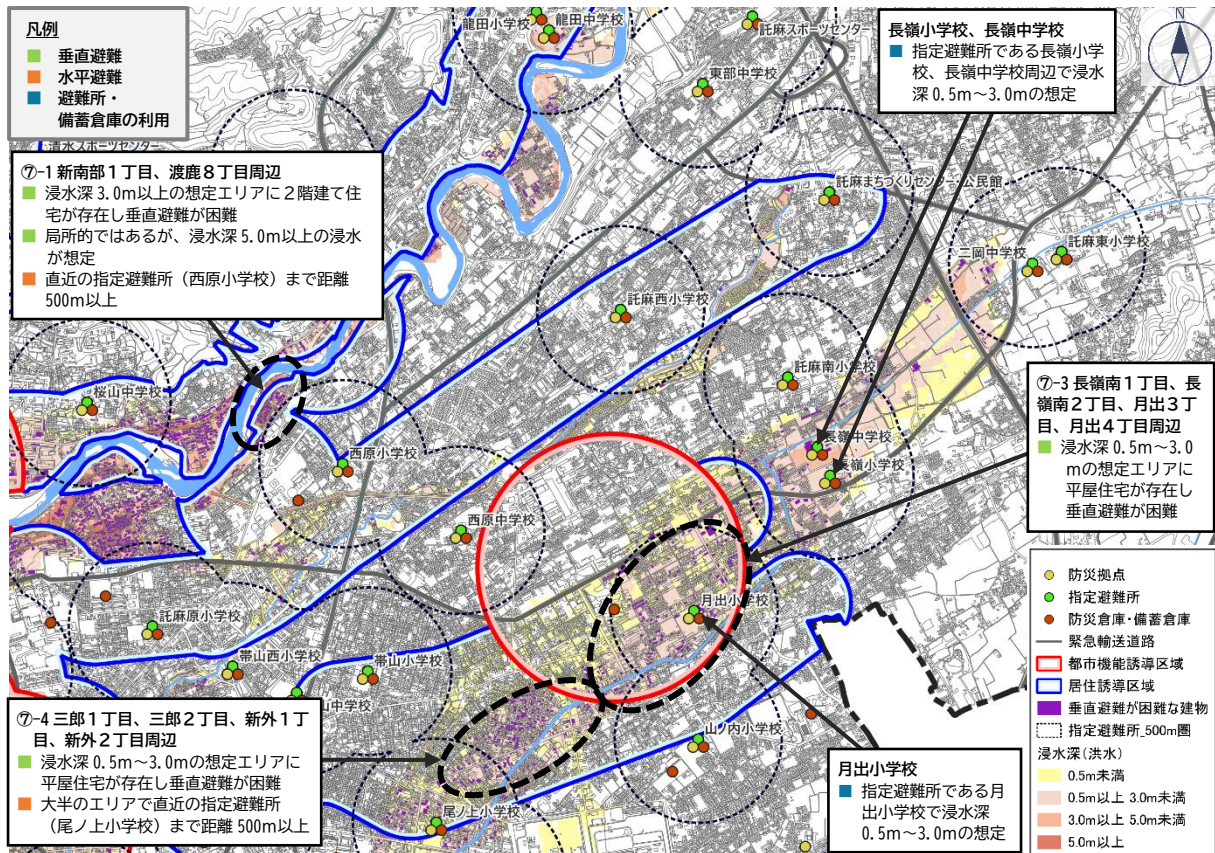 凡例
垂直避難
水平避難
避難所・
備蓄倉庫の利用
清水スポーツセンター
龍田小学校
龍田中学校
託麻スポーツセンター
東部中学校
長嶺小学校、長嶺中学校
指定避難所である長嶺小学
校、長嶺中学校周辺で浸水
深0.5m～3.0mの想定
N
⑦-1 新南部1丁目、渡鹿8丁目周辺
浸水深3.0m以上の想定エリアに2階建て住
宅が存在し垂直避難が困難
局所的ではあるが、浸水深5.0m以上の浸水
が想定
直近の指定避難所（西原小学校）まで距離
500m以上
託麻まちづくりセンター・公民館
二岡中学校
託麻東小学校
託麻西小学校
託麻南小学校
桜山中学校
長嶺中学校
長嶺小学校
西原小学校
西原中学校
⑦-3 長嶺南1丁目、長
嶺南2丁目、月出3丁
目、月出4丁目周辺
浸水深0.5m～3.0
mの想定エリアに
平屋住宅が存在し
垂直避難が困難
月出小学校
託麻原小学校
帯山西小学校
帯山小学校
山中学校
山ノ内小学校
尾ノ上小学校
⑦-4 三郎1丁目、三郎2丁目、新外1丁
目、新外2丁目周辺
浸水深0.5m～3.0mの想定エリアに
平屋住宅が存在し垂直避難が困難
大半のエリアで直近の指定避難所
（尾ノ上小学校）まで距離500m以上
月出小学校
指定避難所である月
出小学校で浸水深
0.5m～3.0mの想定
防災拠点
指定避難所
防災倉庫・備蓄倉庫
緊急輸送道路
都市機能誘導区域
居住誘導区域
垂直避難が困難な建物
指定避難所_500m圏
浸水深(洪水)
0.5m未満
0.5m以上 3.0m未満
3.0m以上 5.0m未満
5.0m以上